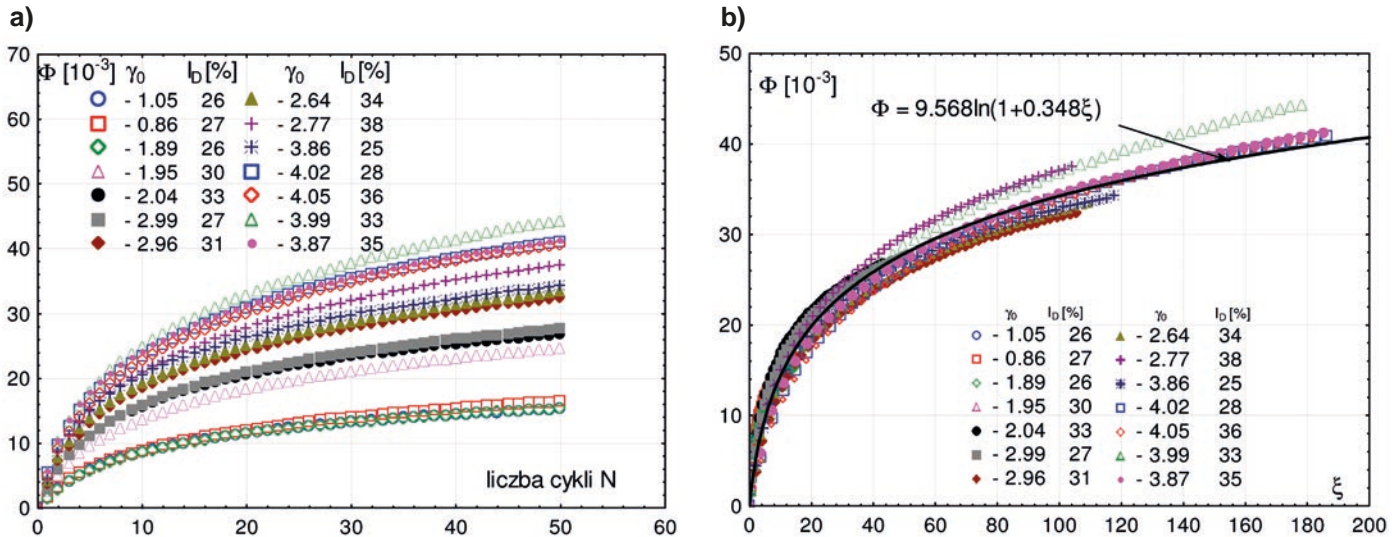 a)
70
60
50
40
30
20
10
0
Φ [10⁻³] γ₀ I_D [%] γ₀ I_D [%]
- 1.05 26 - 2.64 34
- 0.86 27 - 2.77 38
- 1.89 26 - 3.86 25
- 1.95 30 - 4.02 28
- 2.04 33 - 4.05 36
- 2.99 27 - 3.99 33
- 2.96 31 - 3.87 35
liczba cykli N
0 10 20 30 40 50 60
b)
50
40
30
20
10
0
Φ [10⁻³]
Φ = 9.568ln(1+0.348ξ)
γ₀ I_D [%] γ₀ I_D [%]
- 1.05 26 - 2.64 34
- 0.86 27 - 2.77 38
- 1.89 26 - 3.86 25
- 1.95 30 - 4.02 28
- 2.04 33 - 4.05 36
- 2.99 27 - 3.99 33
- 2.96 31 - 3.87 35
ξ
0 20 40 60 80 100 120 140 160 180 200